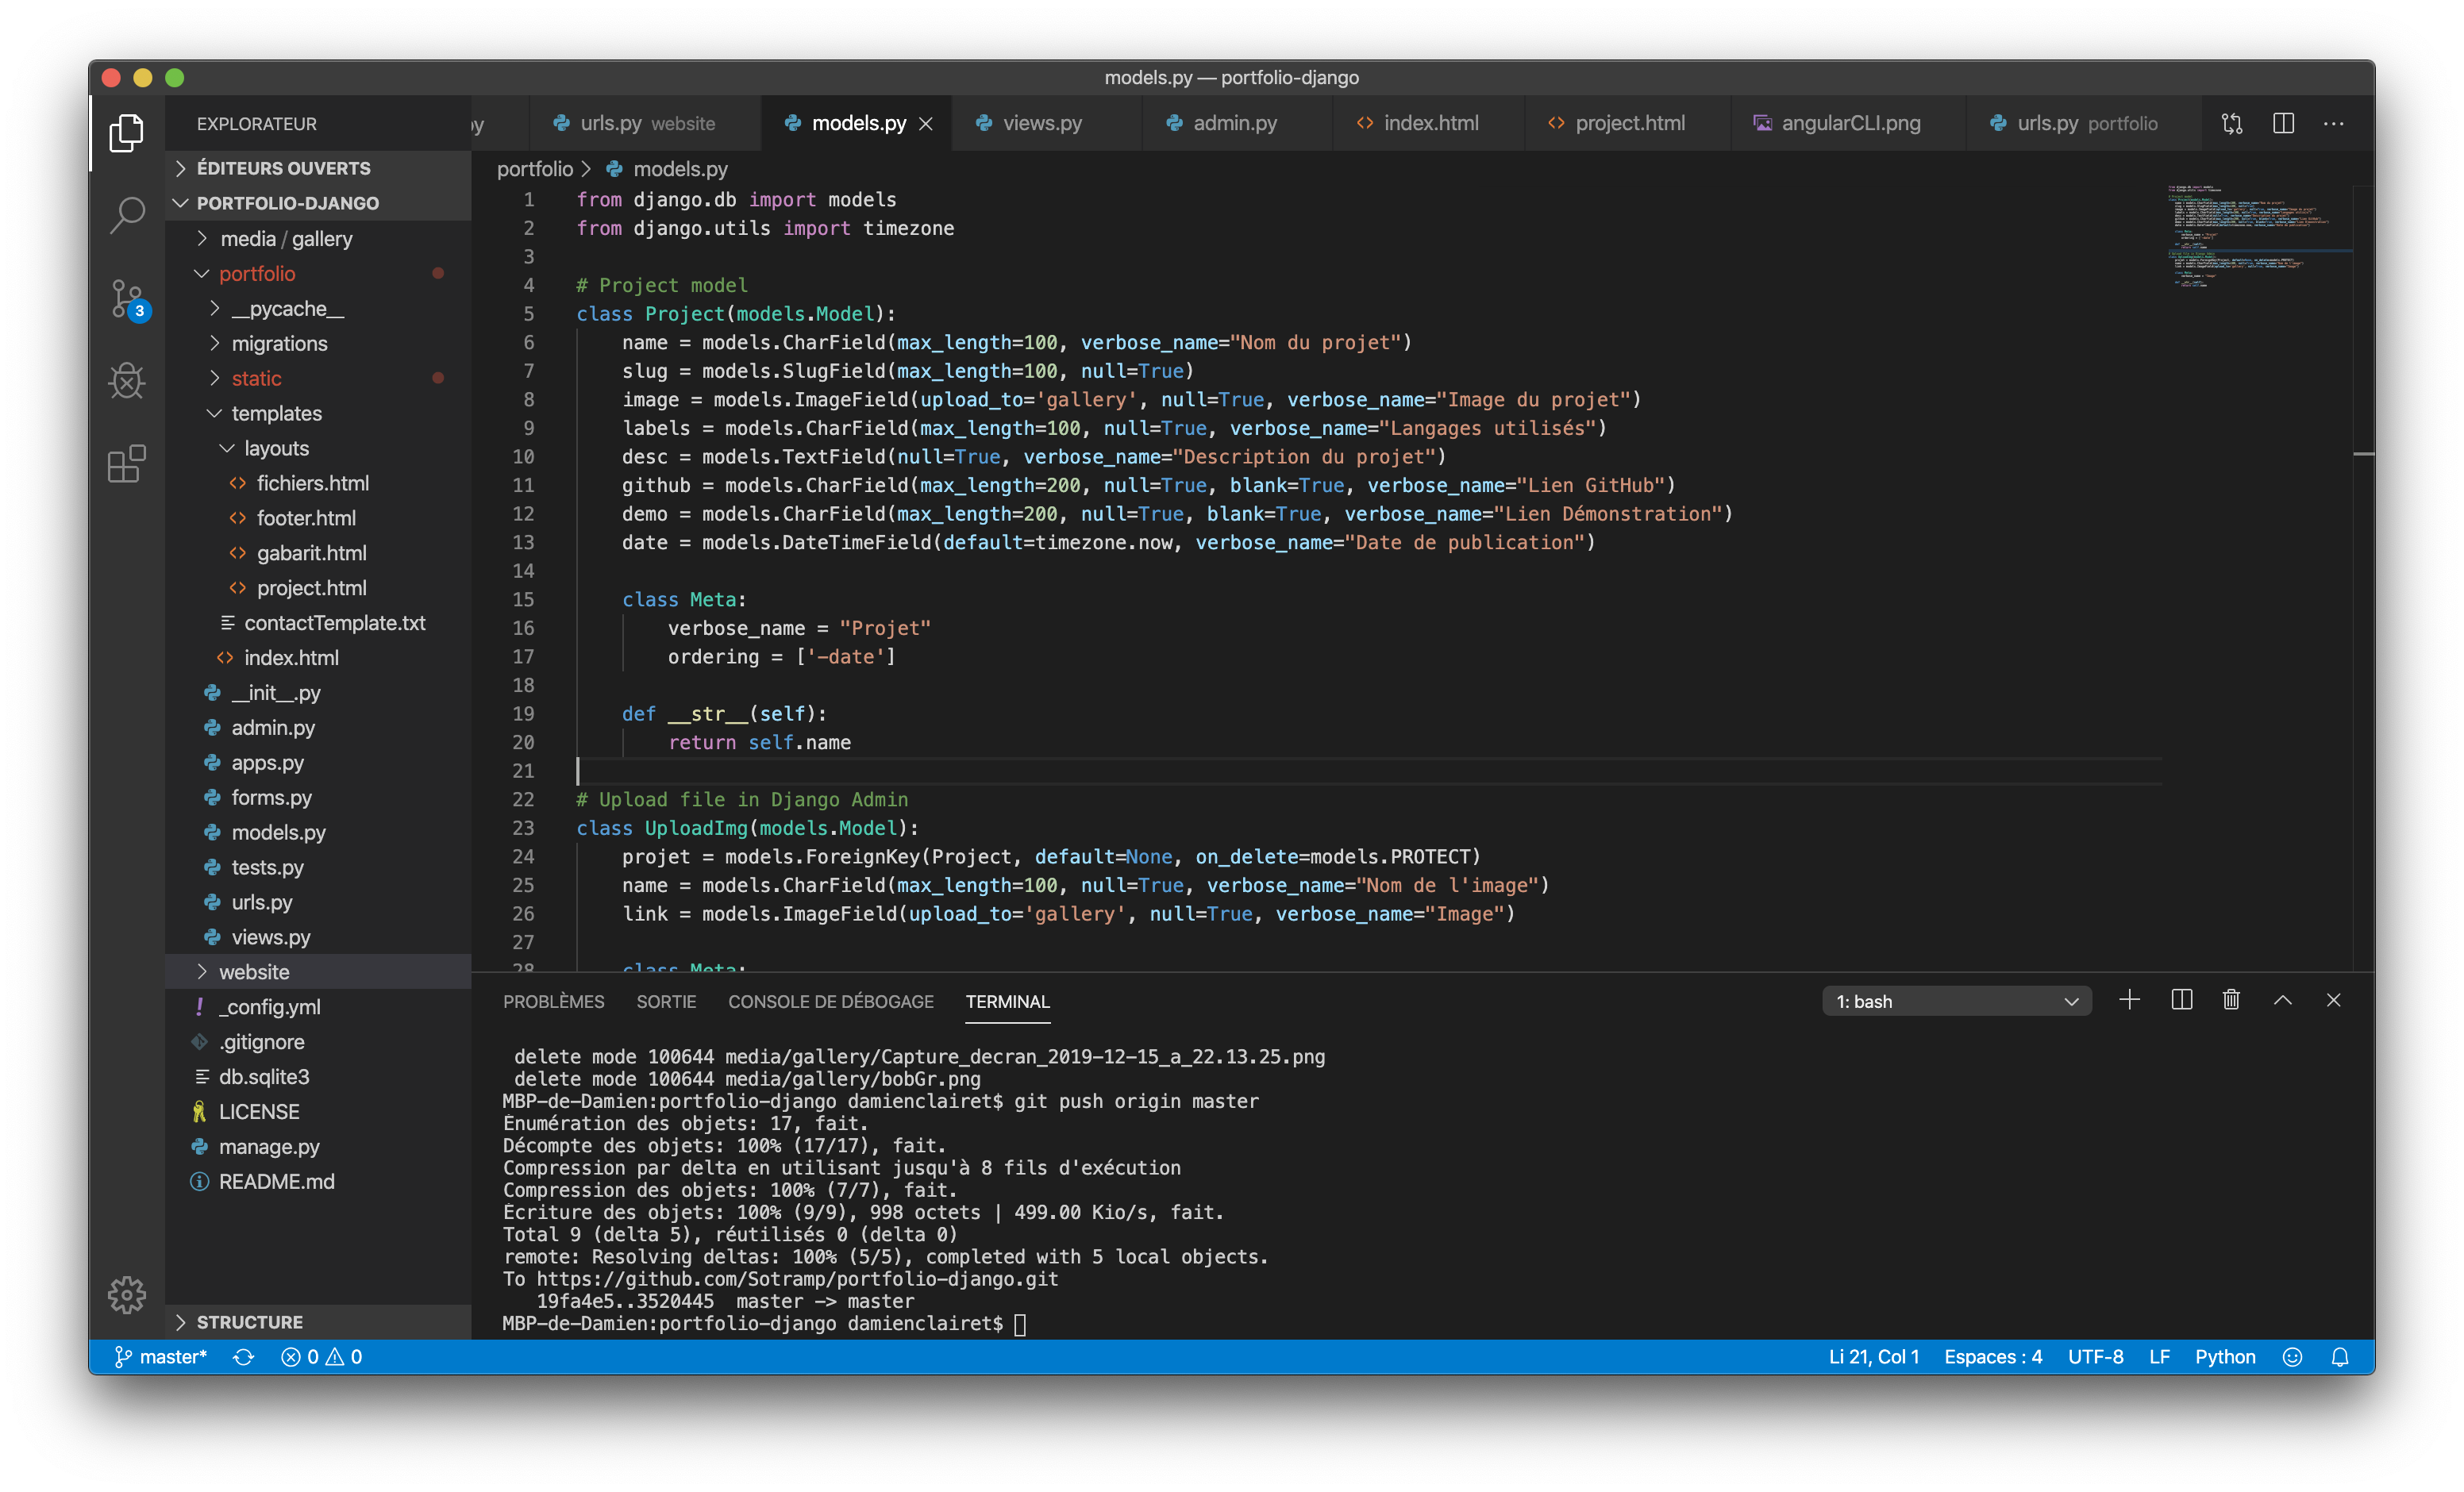 models.py — portfolio-django
EXPLORATEUR
ÉDITEURS OUVERTS
PORTFOLIO-DJANGO
media / gallery
portfolio
__pycache__
migrations
static
templates
layouts
fichiers.html
footer.html
gabarit.html
project.html
contactTemplate.txt
index.html
__init__.py
admin.py
apps.py
forms.py
models.py
tests.py
urls.py
views.py
website
_config.yml
.gitignore
db.sqlite3
LICENSE
manage.py
README.md
STRUCTURE
3
py
urls.py website
models.py
views.py
admin.py
index.html
project.html
angularCLI.png
urls.py portfolio
portfolio > models.py
1 from django.db import models
2 from django.utils import timezone
3
4 # Project model
5 class Project(models.Model):
6 name = models.CharField(max_length=100, verbose_name="Nom du projet")
7 slug = models.SlugField(max_length=100, null=True)
8 image = models.ImageField(upload_to='gallery', null=True, verbose_name="Image du projet")
9 labels = models.CharField(max_length=100, null=True, verbose_name="Langages utilisés")
10 desc = models.TextField(null=True, verbose_name="Description du projet")
11 github = models.CharField(max_length=200, null=True, blank=True, verbose_name="Lien GitHub")
12 demo = models.CharField(max_length=200, null=True, blank=True, verbose_name="Lien Démonstration")
13 date = models.DateTimeField(default=timezone.now, verbose_name="Date de publication")
14
15 class Meta:
16 verbose_name = "Projet"
17 ordering = ['-date']
18
19 def __str__(self):
20 return self.name
21
22 # Upload file in Django Admin
23 class UploadImg(models.Model):
24 projet = models.ForeignKey(Project, default=None, on_delete=models.PROTECT)
25 name = models.CharField(max_length=100, null=True, verbose_name="Nom de l'image")
26 link = models.ImageField(upload_to='gallery', null=True, verbose_name="Image")
27
28 class Meta:
PROBLÈMES SORTIE CONSOLE DE DÉBOGAGE TERMINAL
1: bash
delete mode 100644 media/gallery/Capture_decran_2019-12-15_a_22.13.25.png
delete mode 100644 media/gallery/bobGr.png
MBP-de-Damien:portfolio-django damienclairet$ git push origin master
Énumération des objets: 17, fait.
Décompte des objets: 100% (17/17), fait.
Compression par delta en utilisant jusqu'à 8 fils d'exécution
Compression des objets: 100% (7/7), fait.
Écriture des objets: 100% (9/9), 998 octets | 499.00 Kio/s, fait.
Total 9 (delta 5), réutilisés 0 (delta 0)
remote: Resolving deltas: 100% (5/5), completed with 5 local objects.
To https://github.com/Sotramp/portfolio-django.git
19fa4e5..3520445 master -> master
MBP-de-Damien:portfolio-django damienclairet$
master* 0 0
Li 21, Col 1 Espaces : 4 UTF-8 LF Python